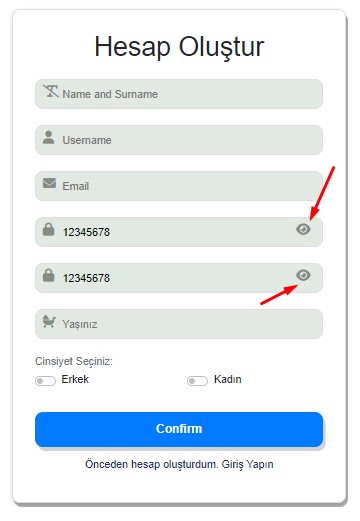 Hesap Oluştur
Name and Surname
Username
Email
12345678
12345678
Yaşınız
Cinsiyet Seçiniz:
Erkek Kadın
Confirm
Önceden hesap oluşturdum. Giriş Yapın